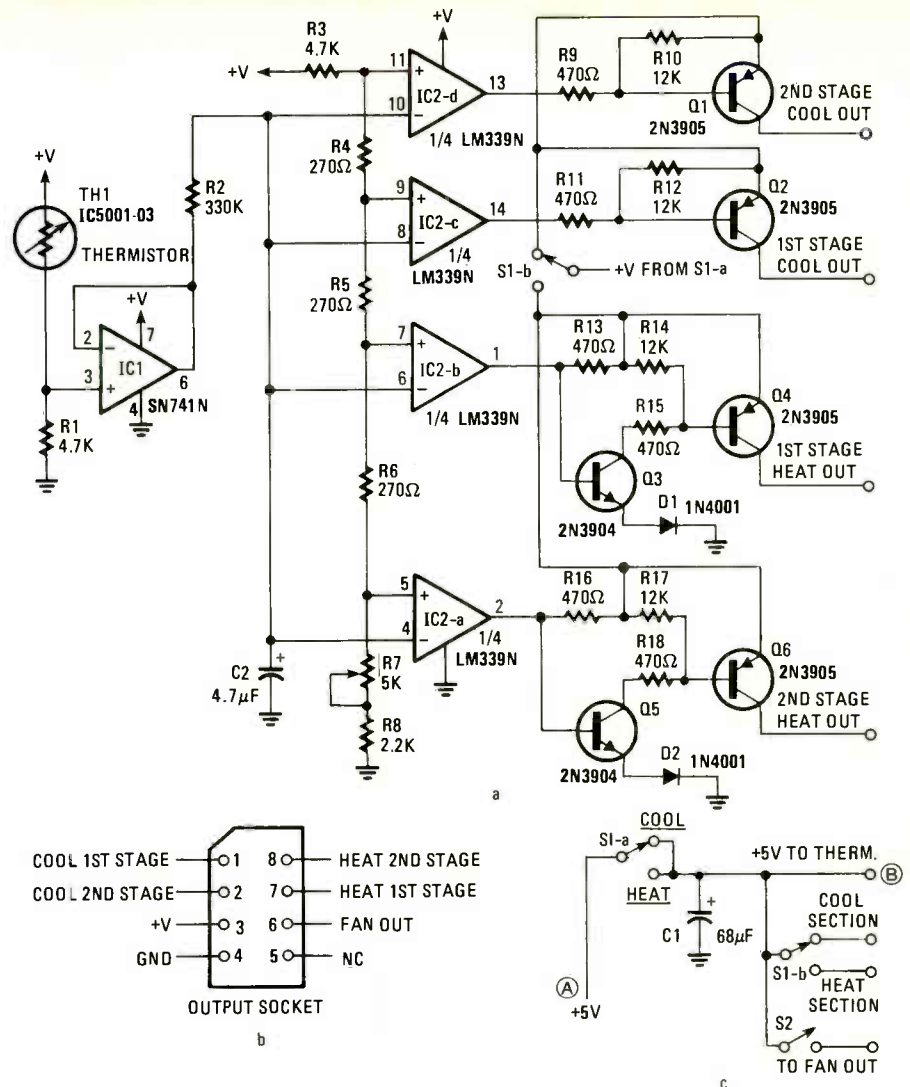 +V
R3
4.7K
+V
11
+
IC2-d
10
−
13
1/4 LM339N
R9
470Ω
R10
12K
Q1
2N3905
2ND STAGE
COOL OUT
+V
TH1
IC5001-03
THERMISTOR
R2
330K
R4
270Ω
9
+
IC2-c
8
−
14
1/4
LM339N
R11
470Ω
R12
12K
Q2
2N3905
1ST STAGE
COOL OUT
S1-b
+V FROM S1-a
+V
2
−
7
IC1
6
3
+
4
SN741N
R1
4.7K
R5
270Ω
7
+
IC2-b
6
−
1
1/4 LM339N
R13
470Ω
R14
12K
R15
470Ω
Q4
2N3905
1ST STAGE
HEAT OUT
Q3
2N3904
D1
1N4001
R6
270Ω
5
+
IC2-a
4
−
2
1/4
LM339N
R16
470Ω
R17
12K
R18
470Ω
Q6
2N3905
2ND STAGE
HEAT OUT
Q5
2N3904
D2
1N4001
C2
4.7µF
+
R7
5K
R8
2.2K
a
COOL 1ST STAGE 1 8 HEAT 2ND STAGE
COOL 2ND STAGE 2 7 HEAT 1ST STAGE
+V 3 6 FAN OUT
GND 4 5 NC
OUTPUT SOCKET
b
COOL
S1-a
HEAT
+5V TO THERM.
B
C1
+
68µF
COOL
SECTION
S1-b
HEAT
SECTION
A
+5V
S2
TO FAN OUT
c